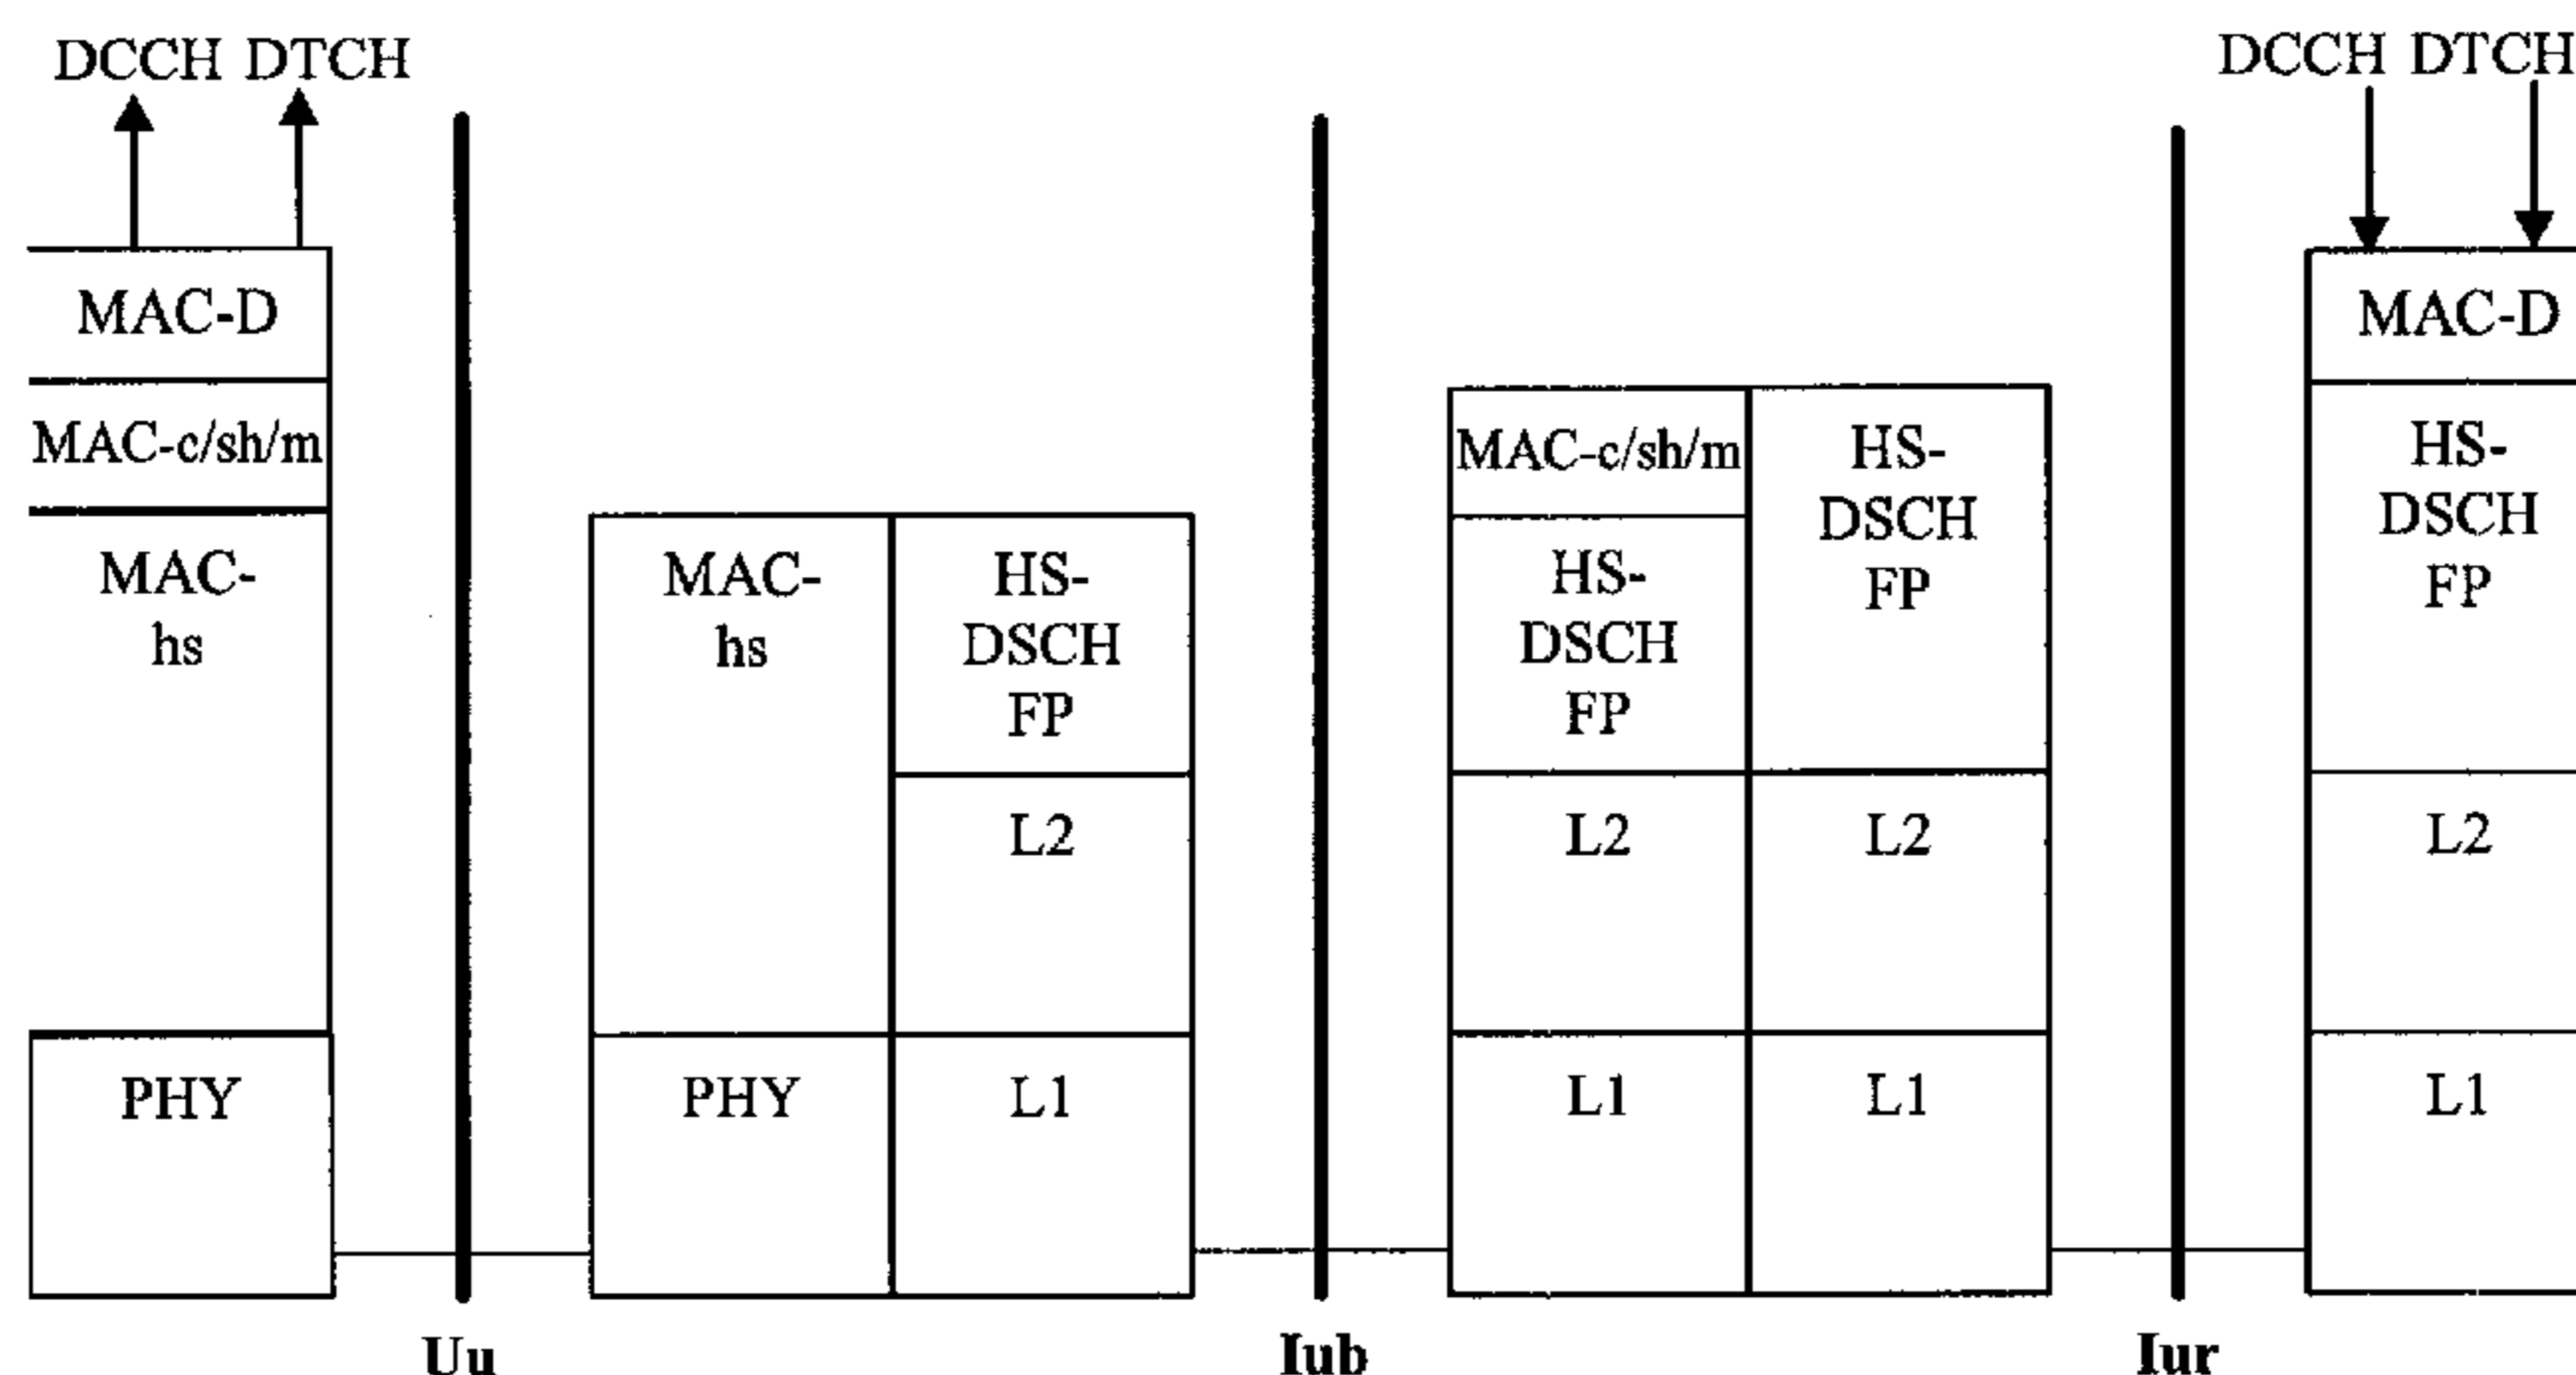 DCCH DTCH
MAC-D
MAC-c/sh/m
MAC-
hs
PHY
Uu
MAC-
hs
PHY
HS-
DSCH
FP
L2
L1
Iub
MAC-c/sh/m
HS-
DSCH
FP
L2
L1
HS-
DSCH
FP
L2
L1
Iur
DCCH DTCH
MAC-D
HS-
DSCH
FP
L2
L1